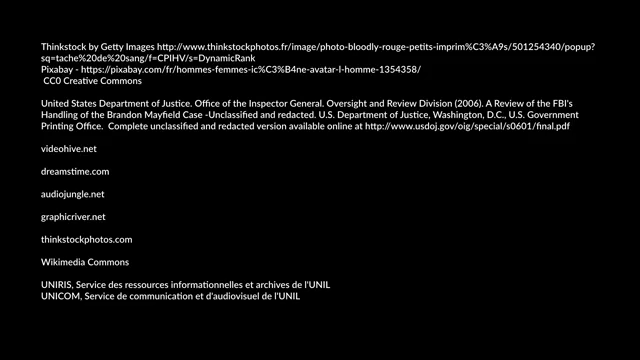 Thinkstock by Getty Images http://www.thinkstockphotos.fr/image/photo-bloodly-rouge-petits-imprim%C3%A9s/501254340/popup?
sq=tache%20de%20sang/f=CPIHV/s=DynamicRank
Pixabay - https://pixabay.com/fr/hommes-femmes-ic%C3%B4ne-avatar-l-homme-1354358/
CC0 Creative Commons
United States Department of Justice. Office of the Inspector General. Oversight and Review Division (2006). A Review of the FBI's
Handling of the Brandon Mayfield Case -Unclassified and redacted. U.S. Department of Justice, Washington, D.C., U.S. Government
Printing Office. Complete unclassified and redacted version available online at http://www.usdoj.gov/oig/special/s0601/final.pdf
videohive.net
dreamstime.com
audiojungle.net
graphicriver.net
thinkstockphotos.com
Wikimedia Commons
UNIRIS, Service des ressources informationnelles et archives de l'UNIL
UNICOM, Service de communication et d'audiovisuel de l'UNIL